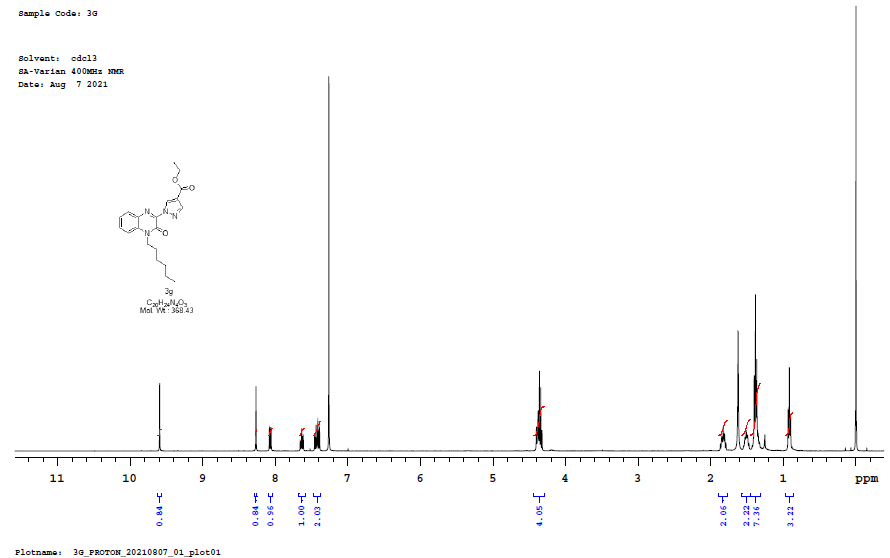 Sample Code: 3G
Solvent: cdcl3
SA-Varian 400MHz NMR
Date: Aug 7 2021
O
O
N
N
N
N
O
3g
C20H24N4O3
Mol. Wt.: 368.43
11 10 9 8 7 6 5 4 3 2 1 ppm
0.84 0.84 0.96 1.00 2.03 4.05 2.06 2.22 7.36 3.22
Plotname: 3G_PROTON_20210807_01_plot01